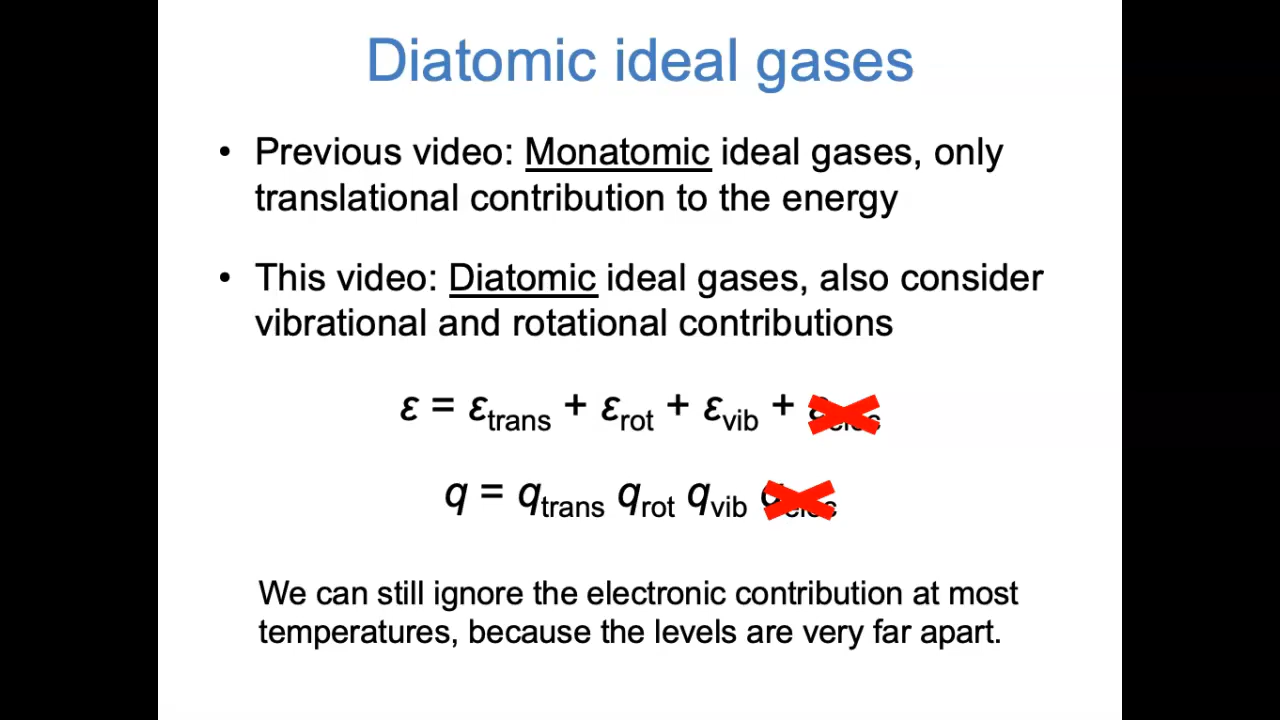 Diatomic ideal gases
• Previous video: Monatomic ideal gases, only
translational contribution to the energy
• This video: Diatomic ideal gases, also consider
vibrational and rotational contributions
ε = εtrans + εrot + εvib +
q = qtrans qrot qvib
We can still ignore the electronic contribution at most
temperatures, because the levels are very far apart.